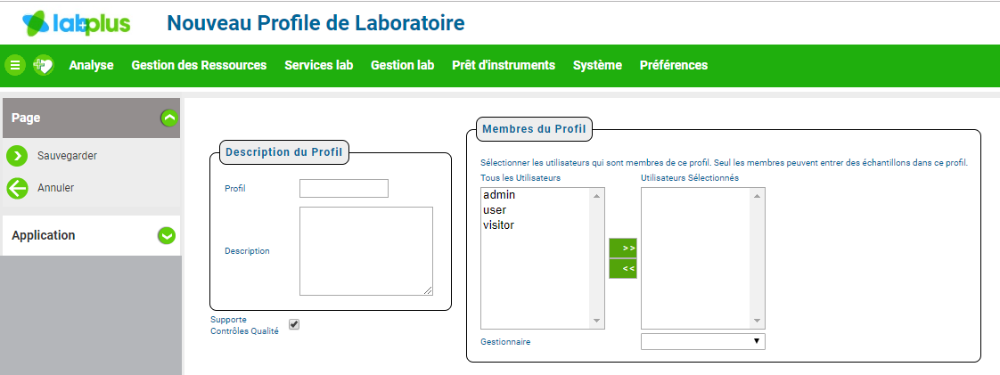 labplus
Nouveau Profile de Laboratoire
Analyse Gestion des Ressources Services lab Gestion lab Prêt d'instruments Système Préférences
Page
Sauvegarder
Annuler
Application
Description du Profil
Profil
Description
Supporte
Contrôles Qualité
Membres du Profil
Sélectionner les utilisateurs qui sont membres de ce profil. Seul les membres peuvent entrer des échantillons dans ce profil.
Tous les Utilisateurs Utilisateurs Sélectionnés
admin
user
visitor
>>
<<
Gestionnaire